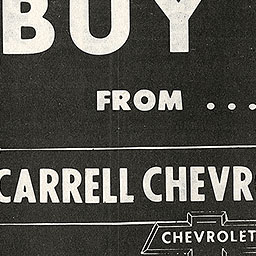 BUY
FROM ...
CARRELL CHEVR
CHEVROLET